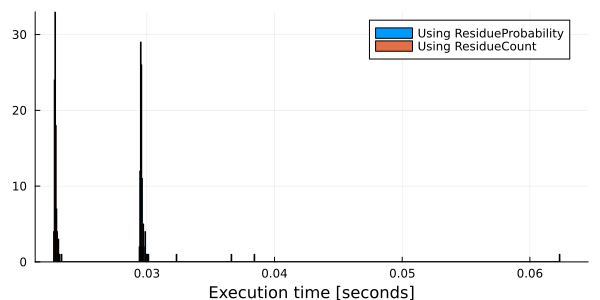 30
20
10
0
Using ResidueProbability
Using ResidueCount
0.03 0.04 0.05 0.06
Execution time [seconds]